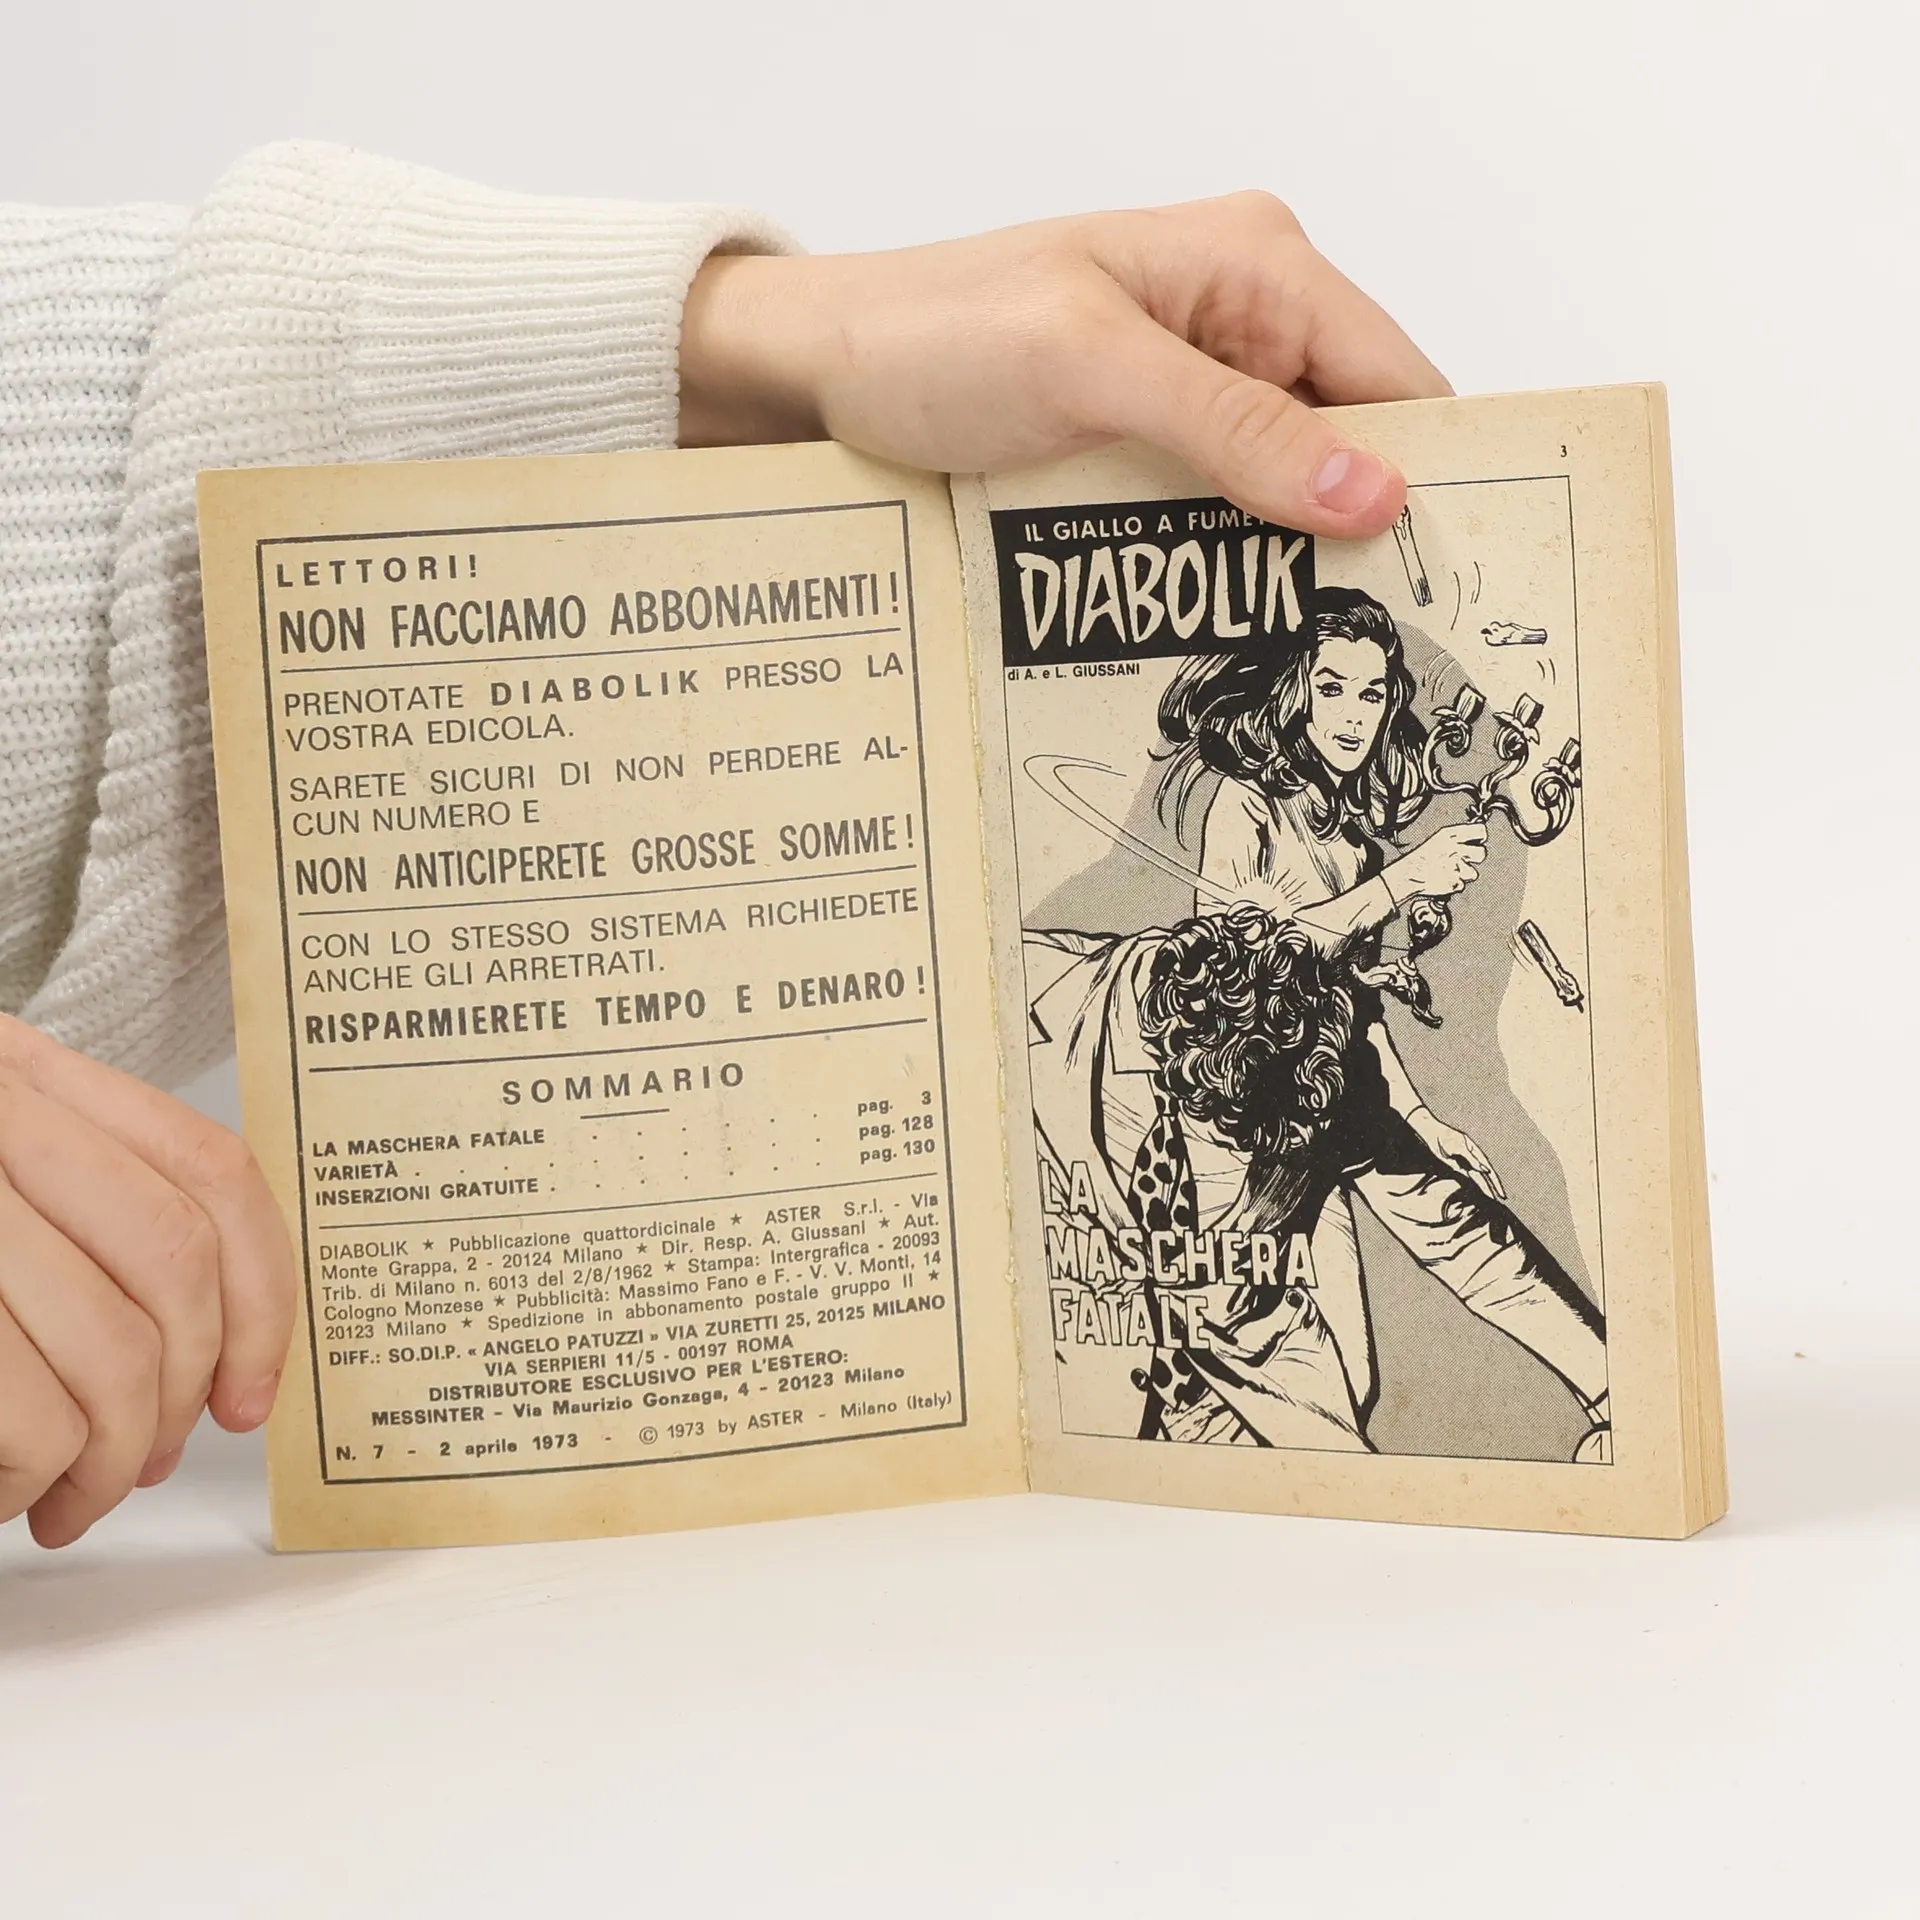 LETTORI!
NON FACCIAMO ABBONAMENTI!
PRENOTATE DIABOLIK PRESSO LA
VOSTRA EDICOLA.
SARETE SICURI DI NON PERDERE AL-
CUN NUMERO E
NON ANTICIPERETE GROSSE SOMME!
CON LO STESSO SISTEMA RICHIEDETE
ANCHE GLI ARRETRATI.
RISPARMIERETE TEMPO E DENARO!
SOMMARIO
LA MASCHERA FATALE . . . . . pag. 3
VARIETÀ . . . . . . . . pag. 128
INSERZIONI GRATUITE . . . . . . pag. 130
DIABOLIK ★ Pubblicazione quattordicinale ★ ASTER S.r.l. - Via
Monte Grappa, 2 - 20124 Milano ★ Dir. Resp. A. Giussani ★ Aut.
Trib. di Milano n. 6013 del 2/8/1962 ★ Stampa: Intergrafica - 20093
Cologno Monzese ★ Pubblicità: Massimo Fano e F. - V. V. Monti, 14
20123 Milano ★ Spedizione in abbonamento postale gruppo II ★
DIFF.: SO.DI.P. « ANGELO PATUZZI » VIA ZURETTI 25, 20125 MILANO
VIA SERPIERI 11/5 - 00197 ROMA
DISTRIBUTORE ESCLUSIVO PER L'ESTERO:
MESSINTER - Via Maurizio Gonzaga, 4 - 20123 Milano
N. 7 - 2 aprile 1973 - © 1973 by ASTER - Milano (Italy)
3
IL GIALLO A
DIABOLIK
di A. e L. GIUSSANI
LA
MASCHERA
FATALE
1